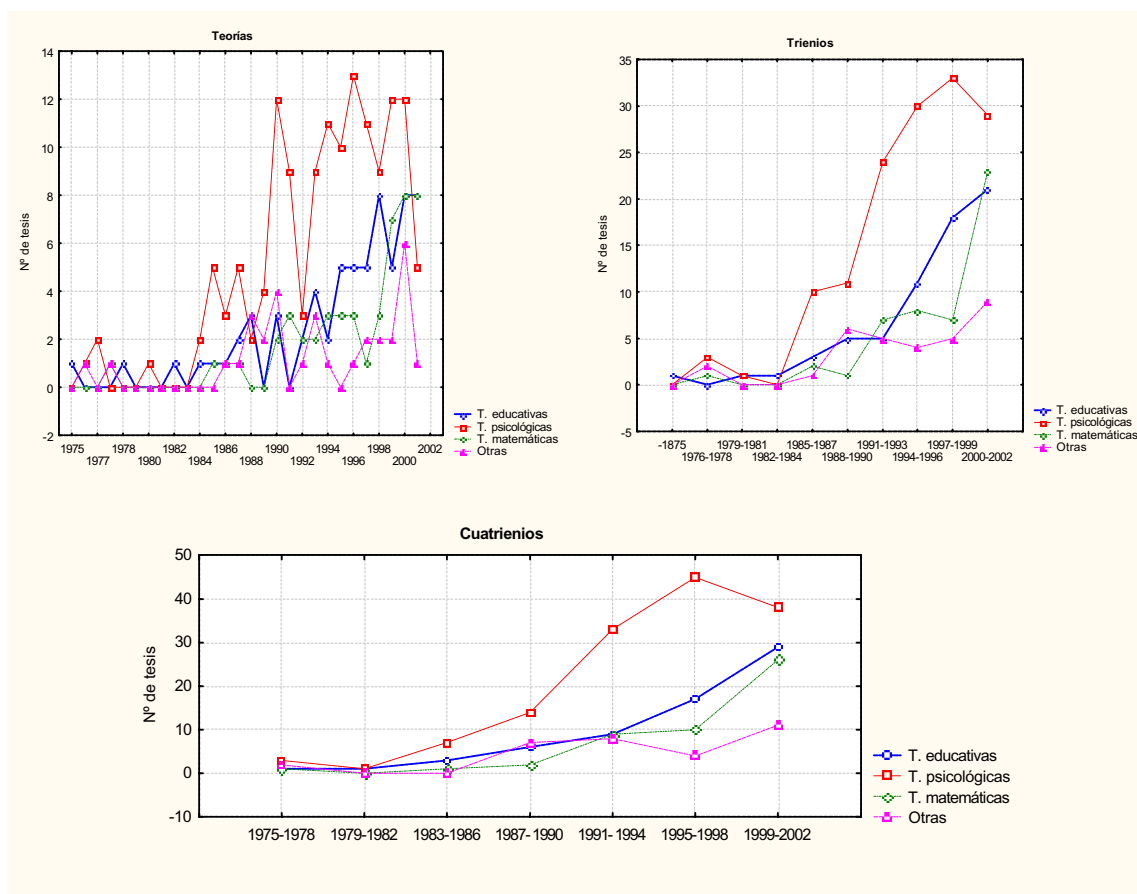 Teorías
14
12
10
8
6
4
2
0
-2
Nº de tesis
1975 1978 1980 1982 1984 1986 1988 1990 1992 1994 1996 1998 2000 2002
1977
T. educativas
T. psicológicas
T. matemáticas
Otras
Trienios
35
30
25
20
15
10
5
0
-5
Nº de tesis
-1875 1979-1981 1985-1987 1991-1993 1997-1999
1976-1978 1982-1984 1988-1990 1994-1996 2000-2002
T. educativas
T. psicológicas
T. matemáticas
Otras
Cuatrienios
50
40
30
20
10
0
-10
Nº de tesis
1975-1978 1979-1982 1983-1986 1987-1990 1991-1994 1995-1998 1999-2002
T. educativas
T. psicológicas
T. matemáticas
Otras